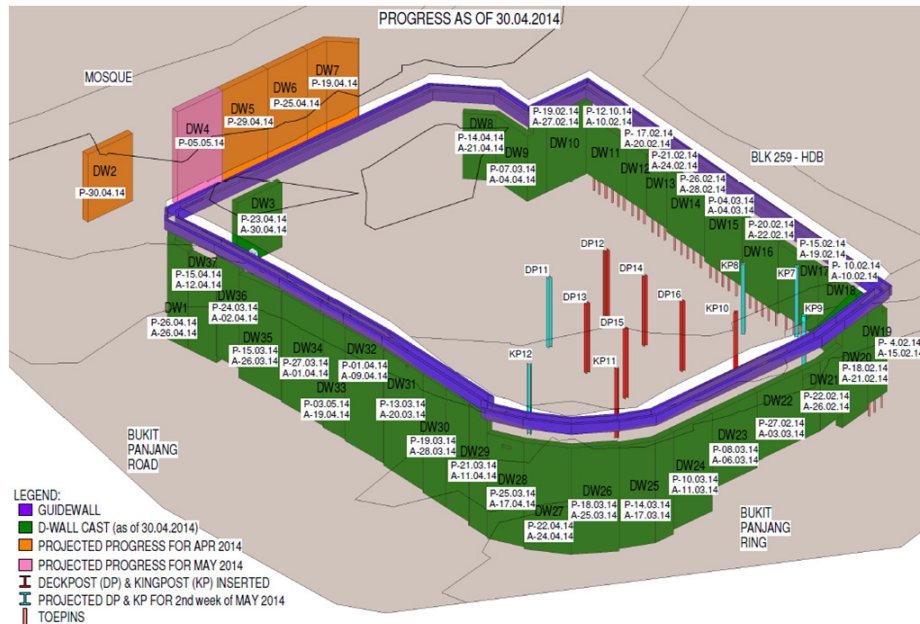 PROGRESS AS OF 30.04.2014
MOSQUE
DW7
P-19.04.14
DW6
P-25.04.14
DW5
P-29.04.14
DW4
P-05.05.14
DW2
P-30.04.14
DW3
P-23.04.14
A-30.04.14
DW8
P-14.04.14
A-21.04.14
DW9
P-07.03.14
A-04.04.14
P-19.02.14
A-27.02.14
DW10
P-12.10.14
A-10.02.14
DW11
P- 17.02.14
A-20.02.14
DW12
P-21.02.14
A-24.02.14
DW13
P-26.02.14
A-28.02.14
DW14
P-04.03.14
A-04.03.14
DW15
P-20.02.14
A-22.02.14
DW16
P-15.02.14
A-19.02.14
DW17
P- 10.02.14
A-10.02.14
DW18
BLK 259 - HDB
DW19
P- 4.02.14
A-15.02.14
DW20
P-18.02.14
A-21.02.14
DW21
P-22.02.14
A-26.02.14
DW22
P-27.02.14
A-03.03.14
DW23
P-08.03.14
A-06.03.14
DW24
P-10.03.14
A-11.03.14
DW25
P-14.03.14
A-17.03.14
DW26
P-18.03.14
A-25.03.14
DW27
P-22.04.14
A-24.04.14
DW28
P-25.03.14
A-17.04.14
DW29
P-21.03.14
A-11.04.14
DW30
P-19.03.14
A-28.03.14
DW31
P-13.03.14
A-20.03.14
DW32
P-01.04.14
A-09.04.14
DW33
P-03.05.14
A-19.04.14
DW34
P-27.03.14
A-01.04.14
DW35
P-15.03.14
A-26.03.14
DW36
P-24.03.14
A-02.04.14
DW37
P-15.04.14
A-12.04.14
DW1
P-26.04.14
A-26.04.14
DP12
DP11
DP14
DP13
DP16
DP15
KP8
KP7
KP10
KP9
KP12
KP11
BUKIT
PANJANG
ROAD
BUKIT
PANJANG
RING
LEGEND:
GUIDEWALL
D-WALL CAST (as of 30.04.2014)
PROJECTED PROGRESS FOR APR 2014
PROJECTED PROGRESS FOR MAY 2014
DECKPOST (DP) & KINGPOST (KP) INSERTED
PROJECTED DP & KP FOR 2nd week of MAY 2014
TOEPINS